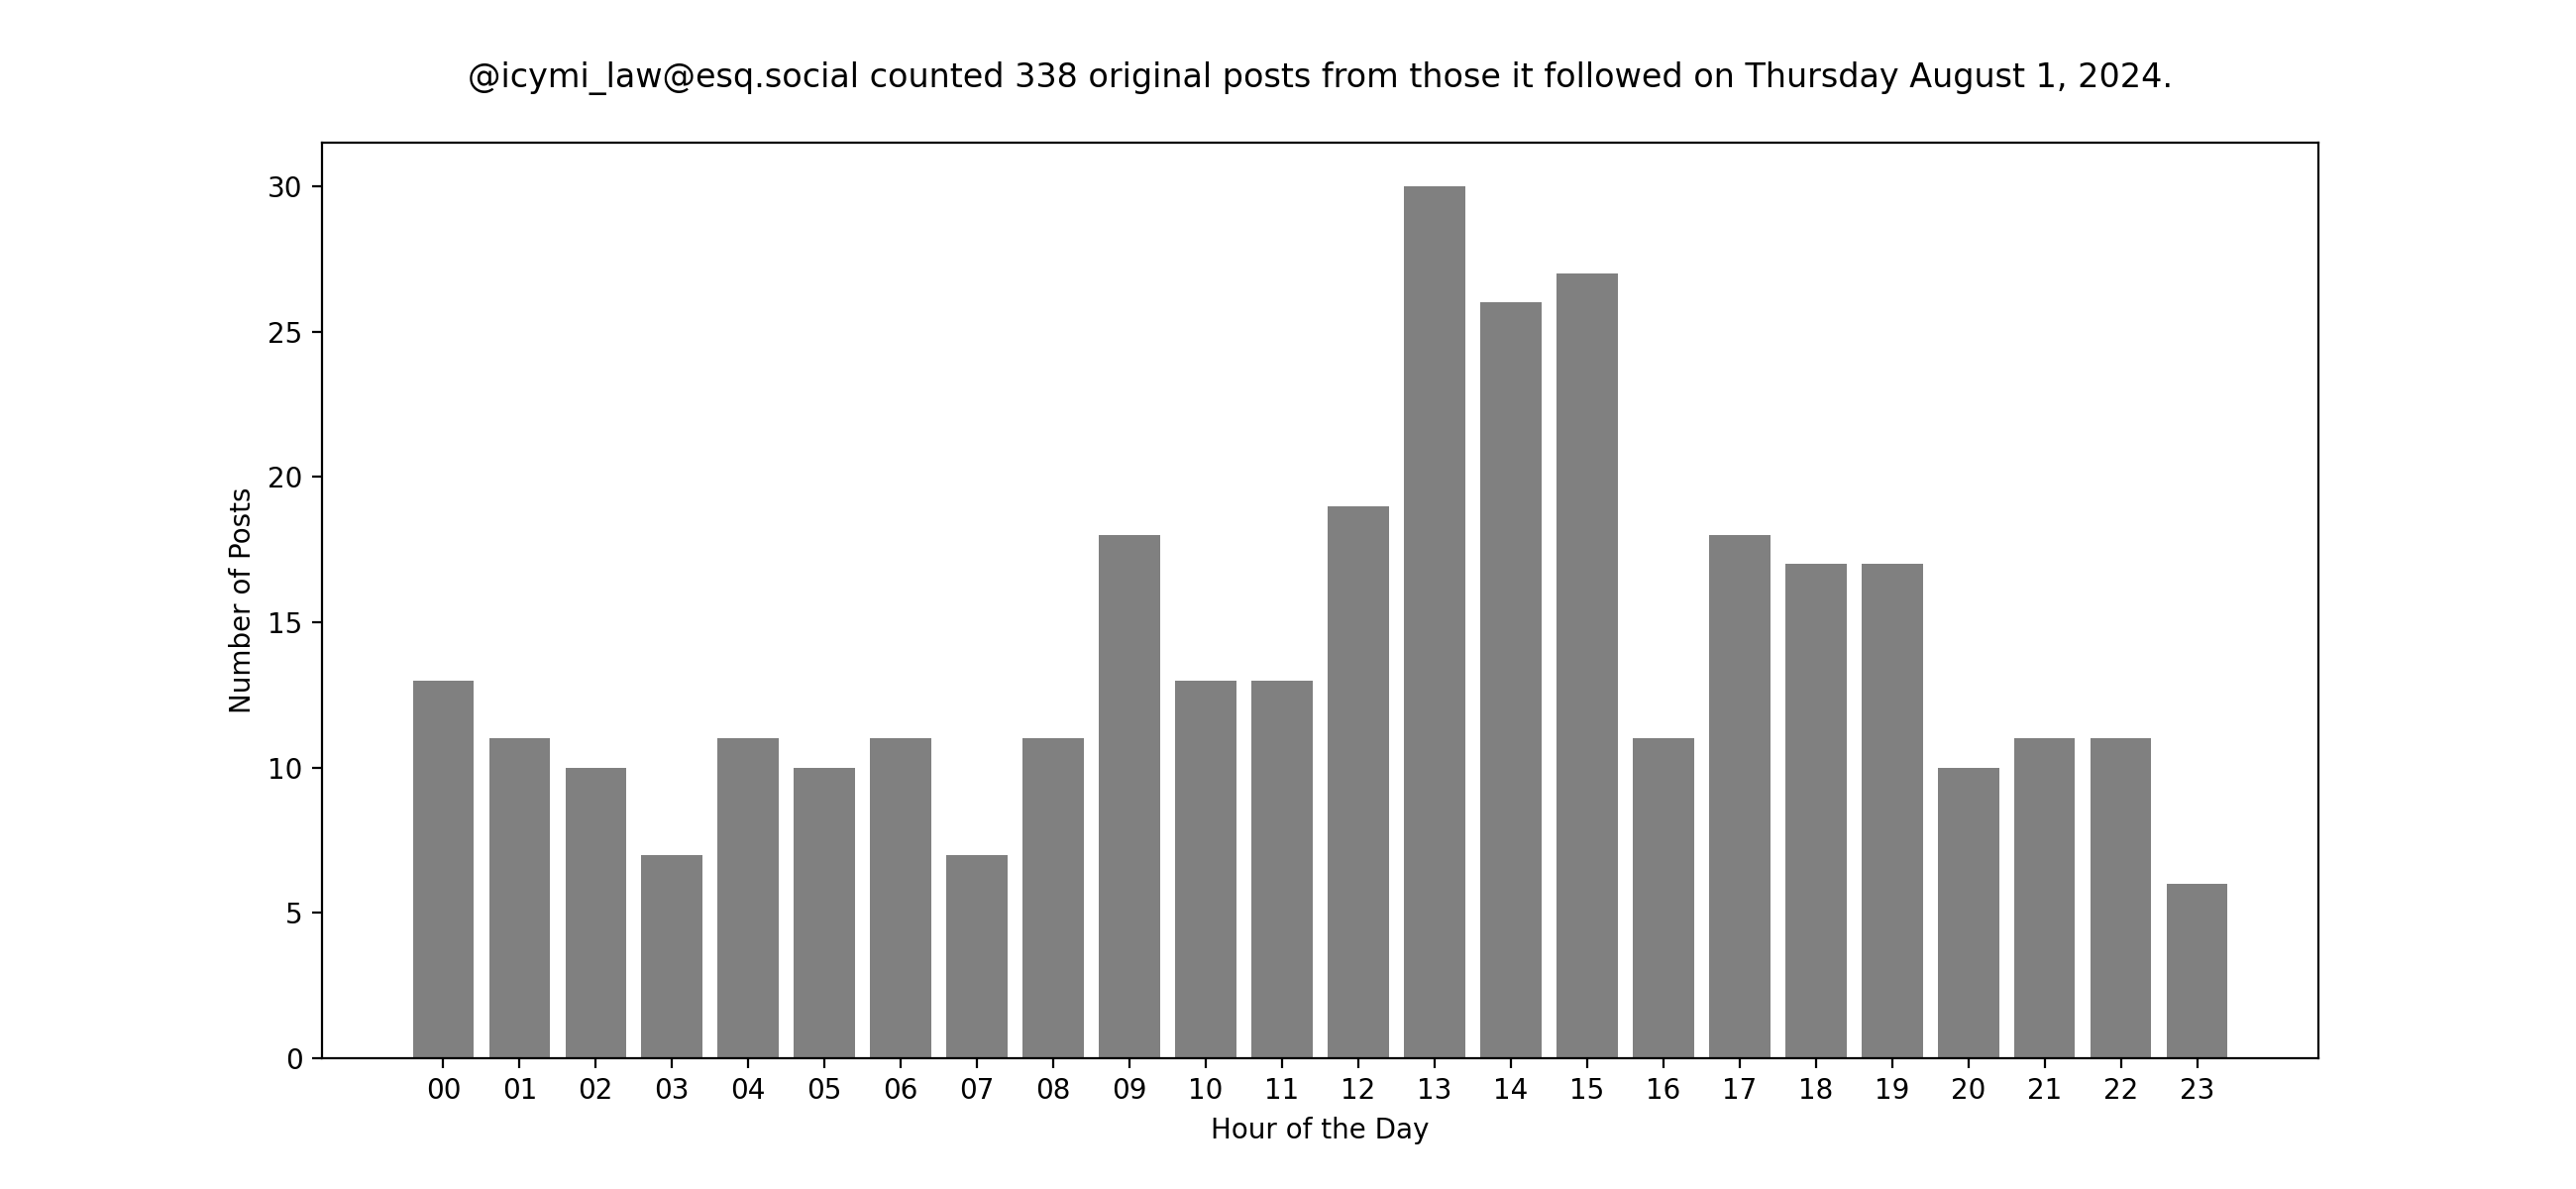 @icymi_law@esq.social counted 338 original posts from those it followed on Thursday August 1, 2024.
30
25
20
15
10
5
0
Number of Posts
00 01 02 03 04 05 06 07 08 09 10 11 12 13 14 15 16 17 18 19 20 21 22 23
Hour of the Day